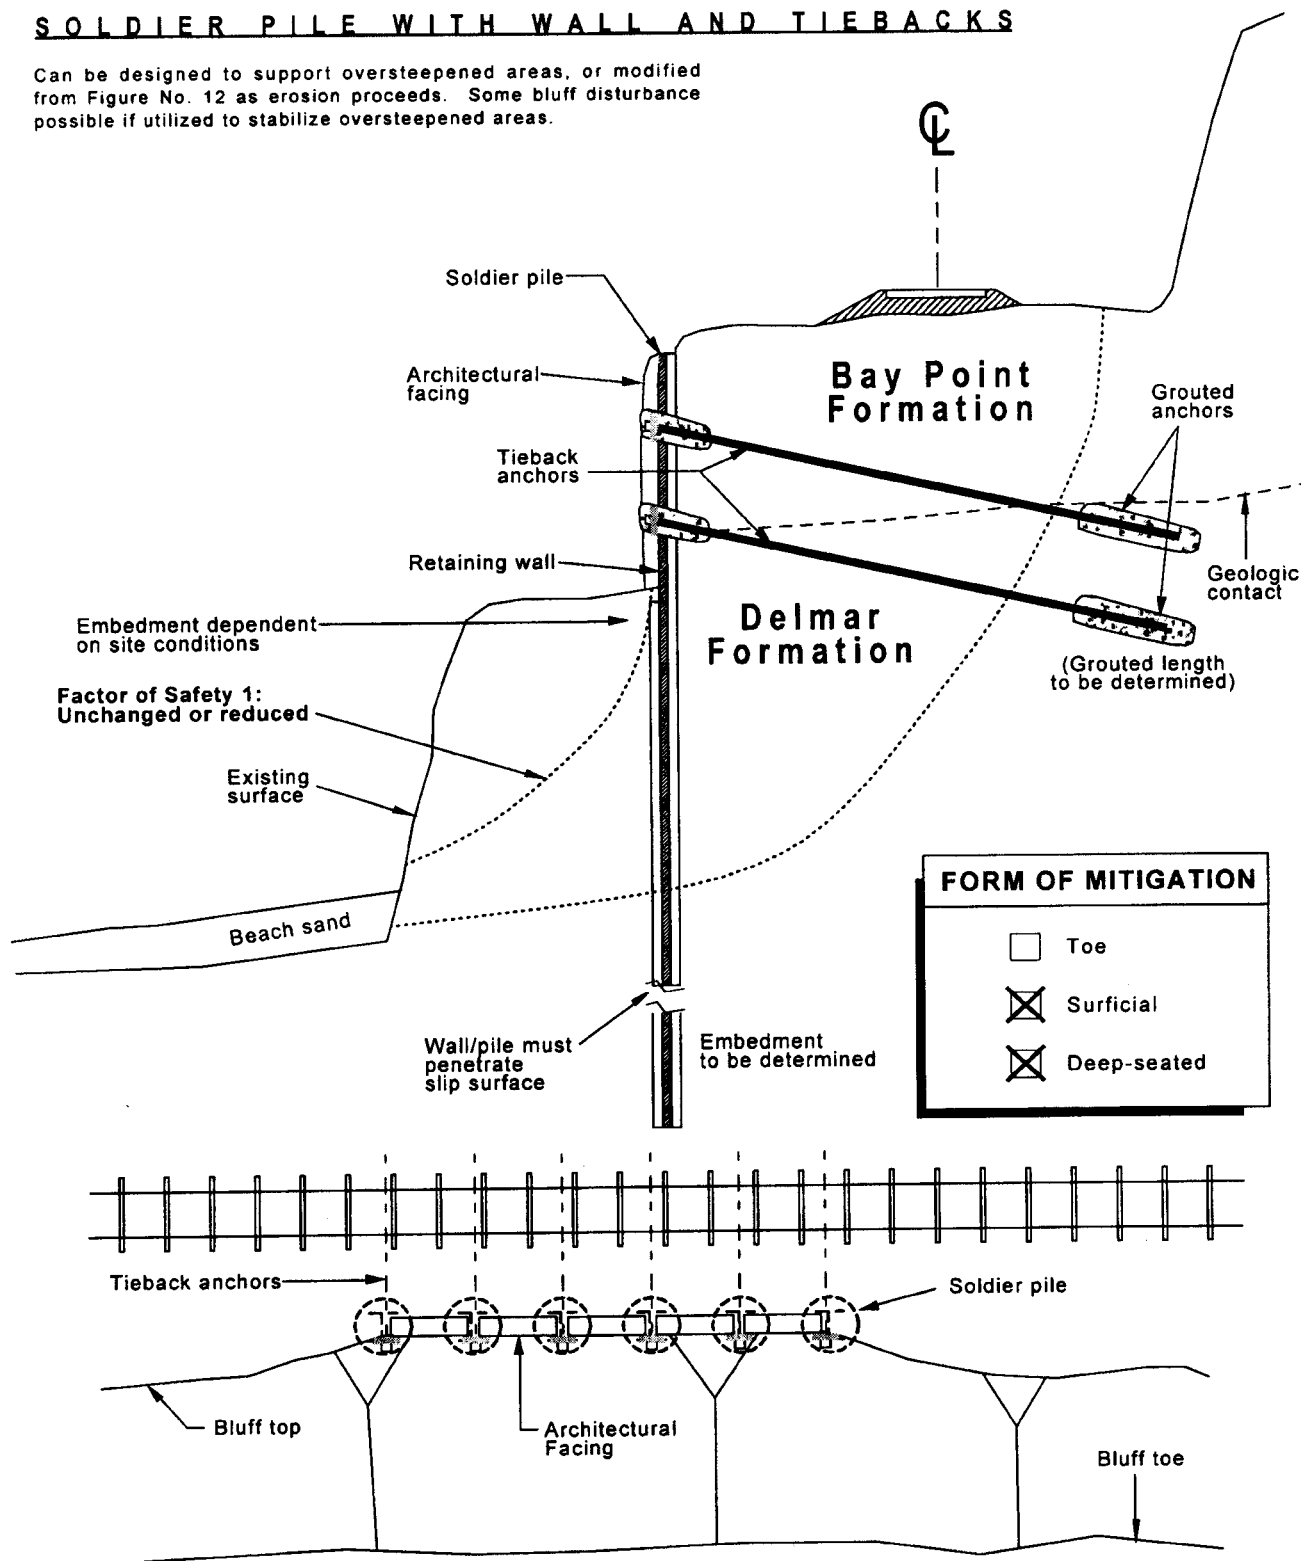 SOLDIER PILE WITH WALL AND TIEBACKS
Can be designed to support oversteepened areas, or modified
from Figure No. 12 as erosion proceeds. Some bluff disturbance
possible if utilized to stabilize oversteepened areas.
CL
Soldier pile
Architectural
facing
Bay Point
Formation
Grouted
anchors
Tieback
anchors
Retaining wall
Geologic
contact
Embedment dependent
on site conditions
Delmar
Formation
(Grouted length
to be determined)
Factor of Safety 1:
Unchanged or reduced
Existing
surface
Beach sand
FORM OF MITIGATION
Toe
Surficial
Deep-seated
Wall/pile must
penetrate
slip surface
Embedment
to be determined
Tieback anchors
Soldier pile
Bluff top
Architectural
Facing
Bluff toe